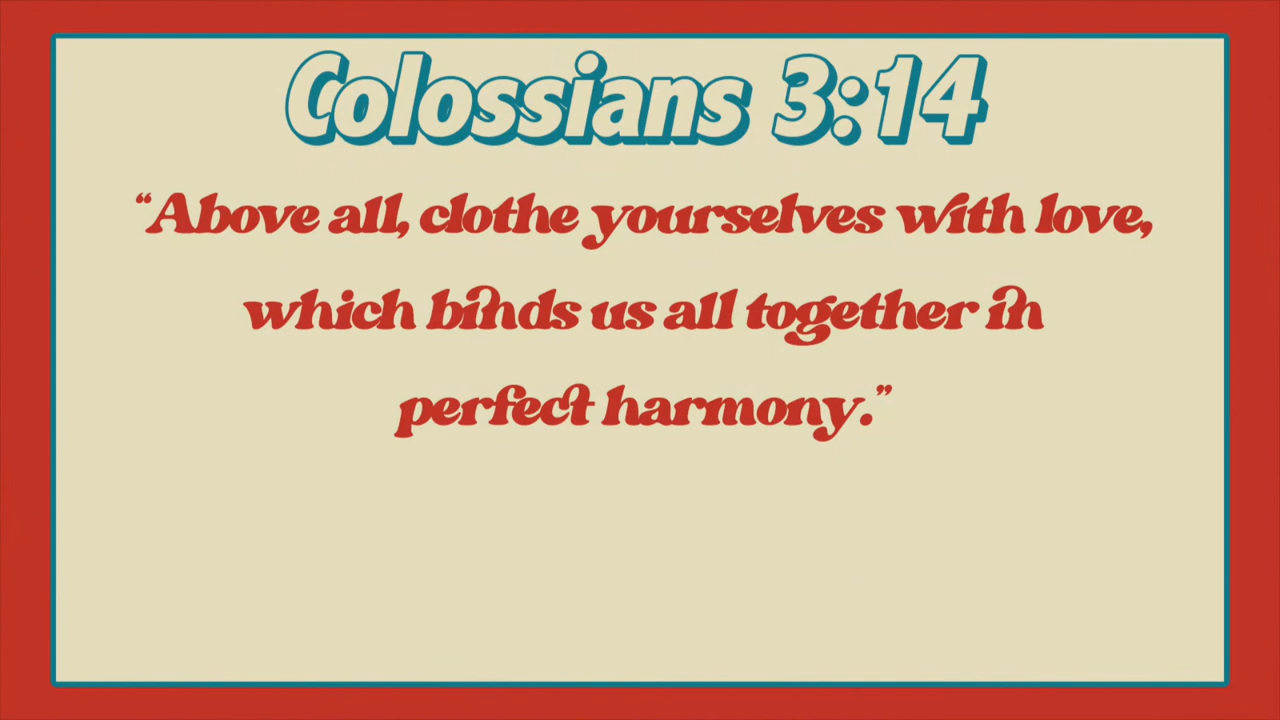 Colossians 3:14
“Above all, clothe yourselves with love,
which binds us all together in
perfect harmony.”